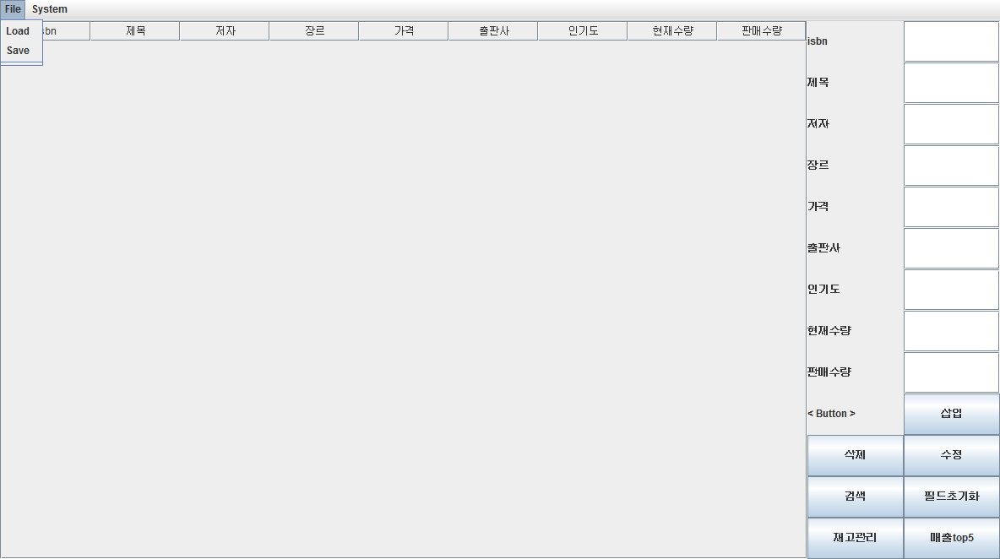 File System
Load
Save
sbn 제목 저자 장르 가격 출판사 인기도 현재수량 판매수량
isbn
제목
저자
장르
가격
출판사
인기도
현재수량
판매수량
< Button > 삽입
삭제 수정
검색 필드초기화
재고관리 매출top5